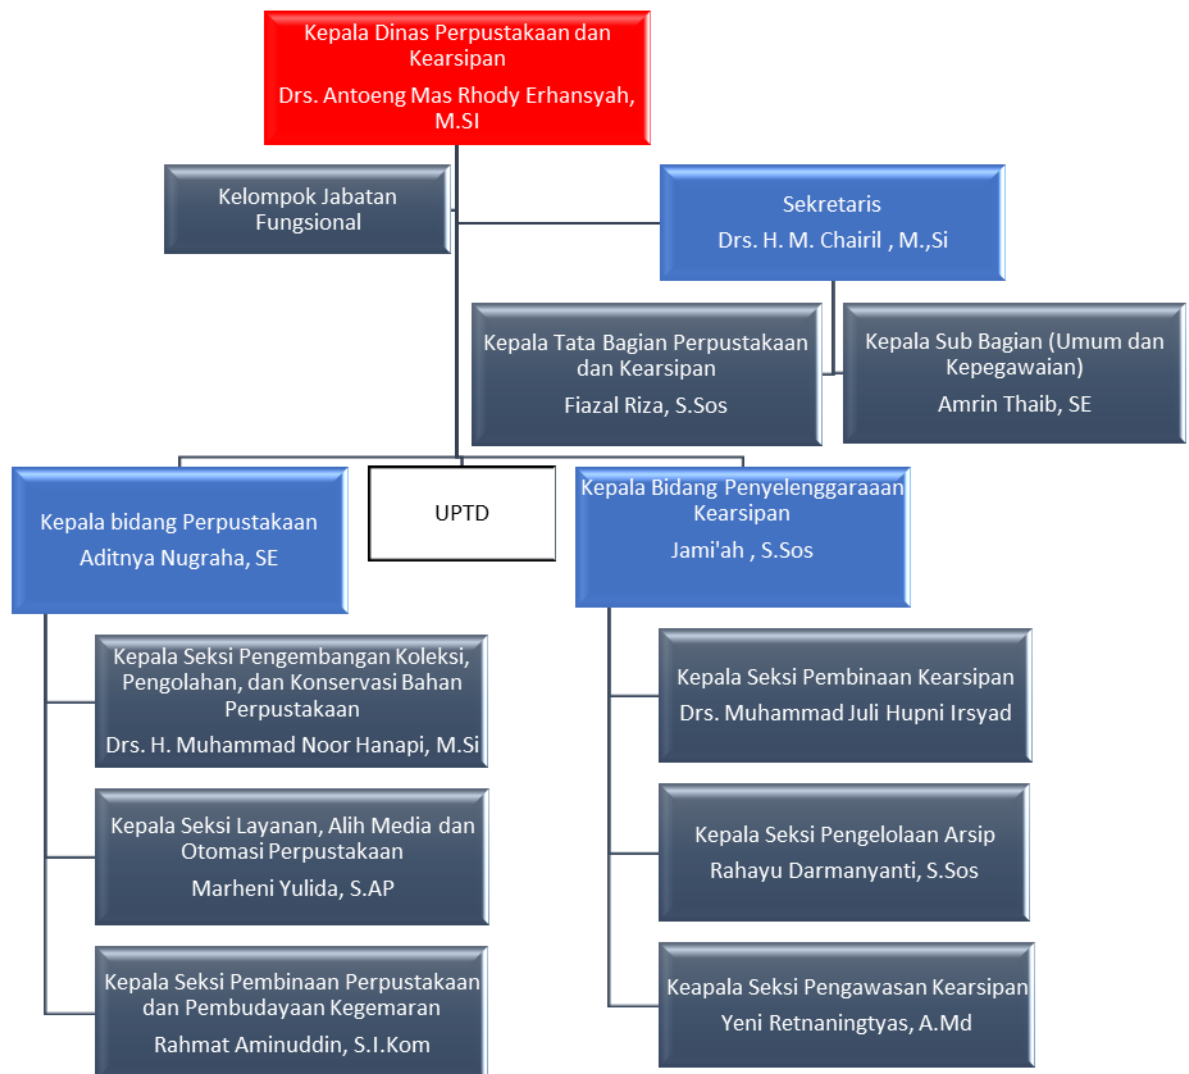 Kepala Dinas Perpustakaan dan
Kearsipan
Drs. Antoeng Mas Rhody Erhansyah,
M.SI
Kelompok Jabatan
Fungsional
Sekretaris
Drs. H. M. Chairil , M.,Si
Kepala Tata Bagian Perpustakaan
dan Kearsipan
Fiazal Riza, S.Sos
Kepala Sub Bagian (Umum dan
Kepegawaian)
Amrin Thaib, SE
Kepala bidang Perpustakaan
Aditnya Nugraha, SE
UPTD
Kepala Bidang Penyelenggaraaan
Kearsipan
Jami'ah , S.Sos
Kepala Seksi Pengembangan Koleksi,
Pengolahan, dan Konservasi Bahan
Perpustakaan
Drs. H. Muhammad Noor Hanapi, M.Si
Kepala Seksi Layanan, Alih Media dan
Otomasi Perpustakaan
Marheni Yulida, S.AP
Kepala Seksi Pembinaan Perpustakaan
dan Pembudayaan Kegemaran
Rahmat Aminuddin, S.I.Kom
Kepala Seksi Pembinaan Kearsipan
Drs. Muhammad Juli Hupni Irsyad
Kepala Seksi Pengelolaan Arsip
Rahayu Darmanyanti, S.Sos
Keapala Seksi Pengawasan Kearsipan
Yeni Retnaningtyas, A.Md